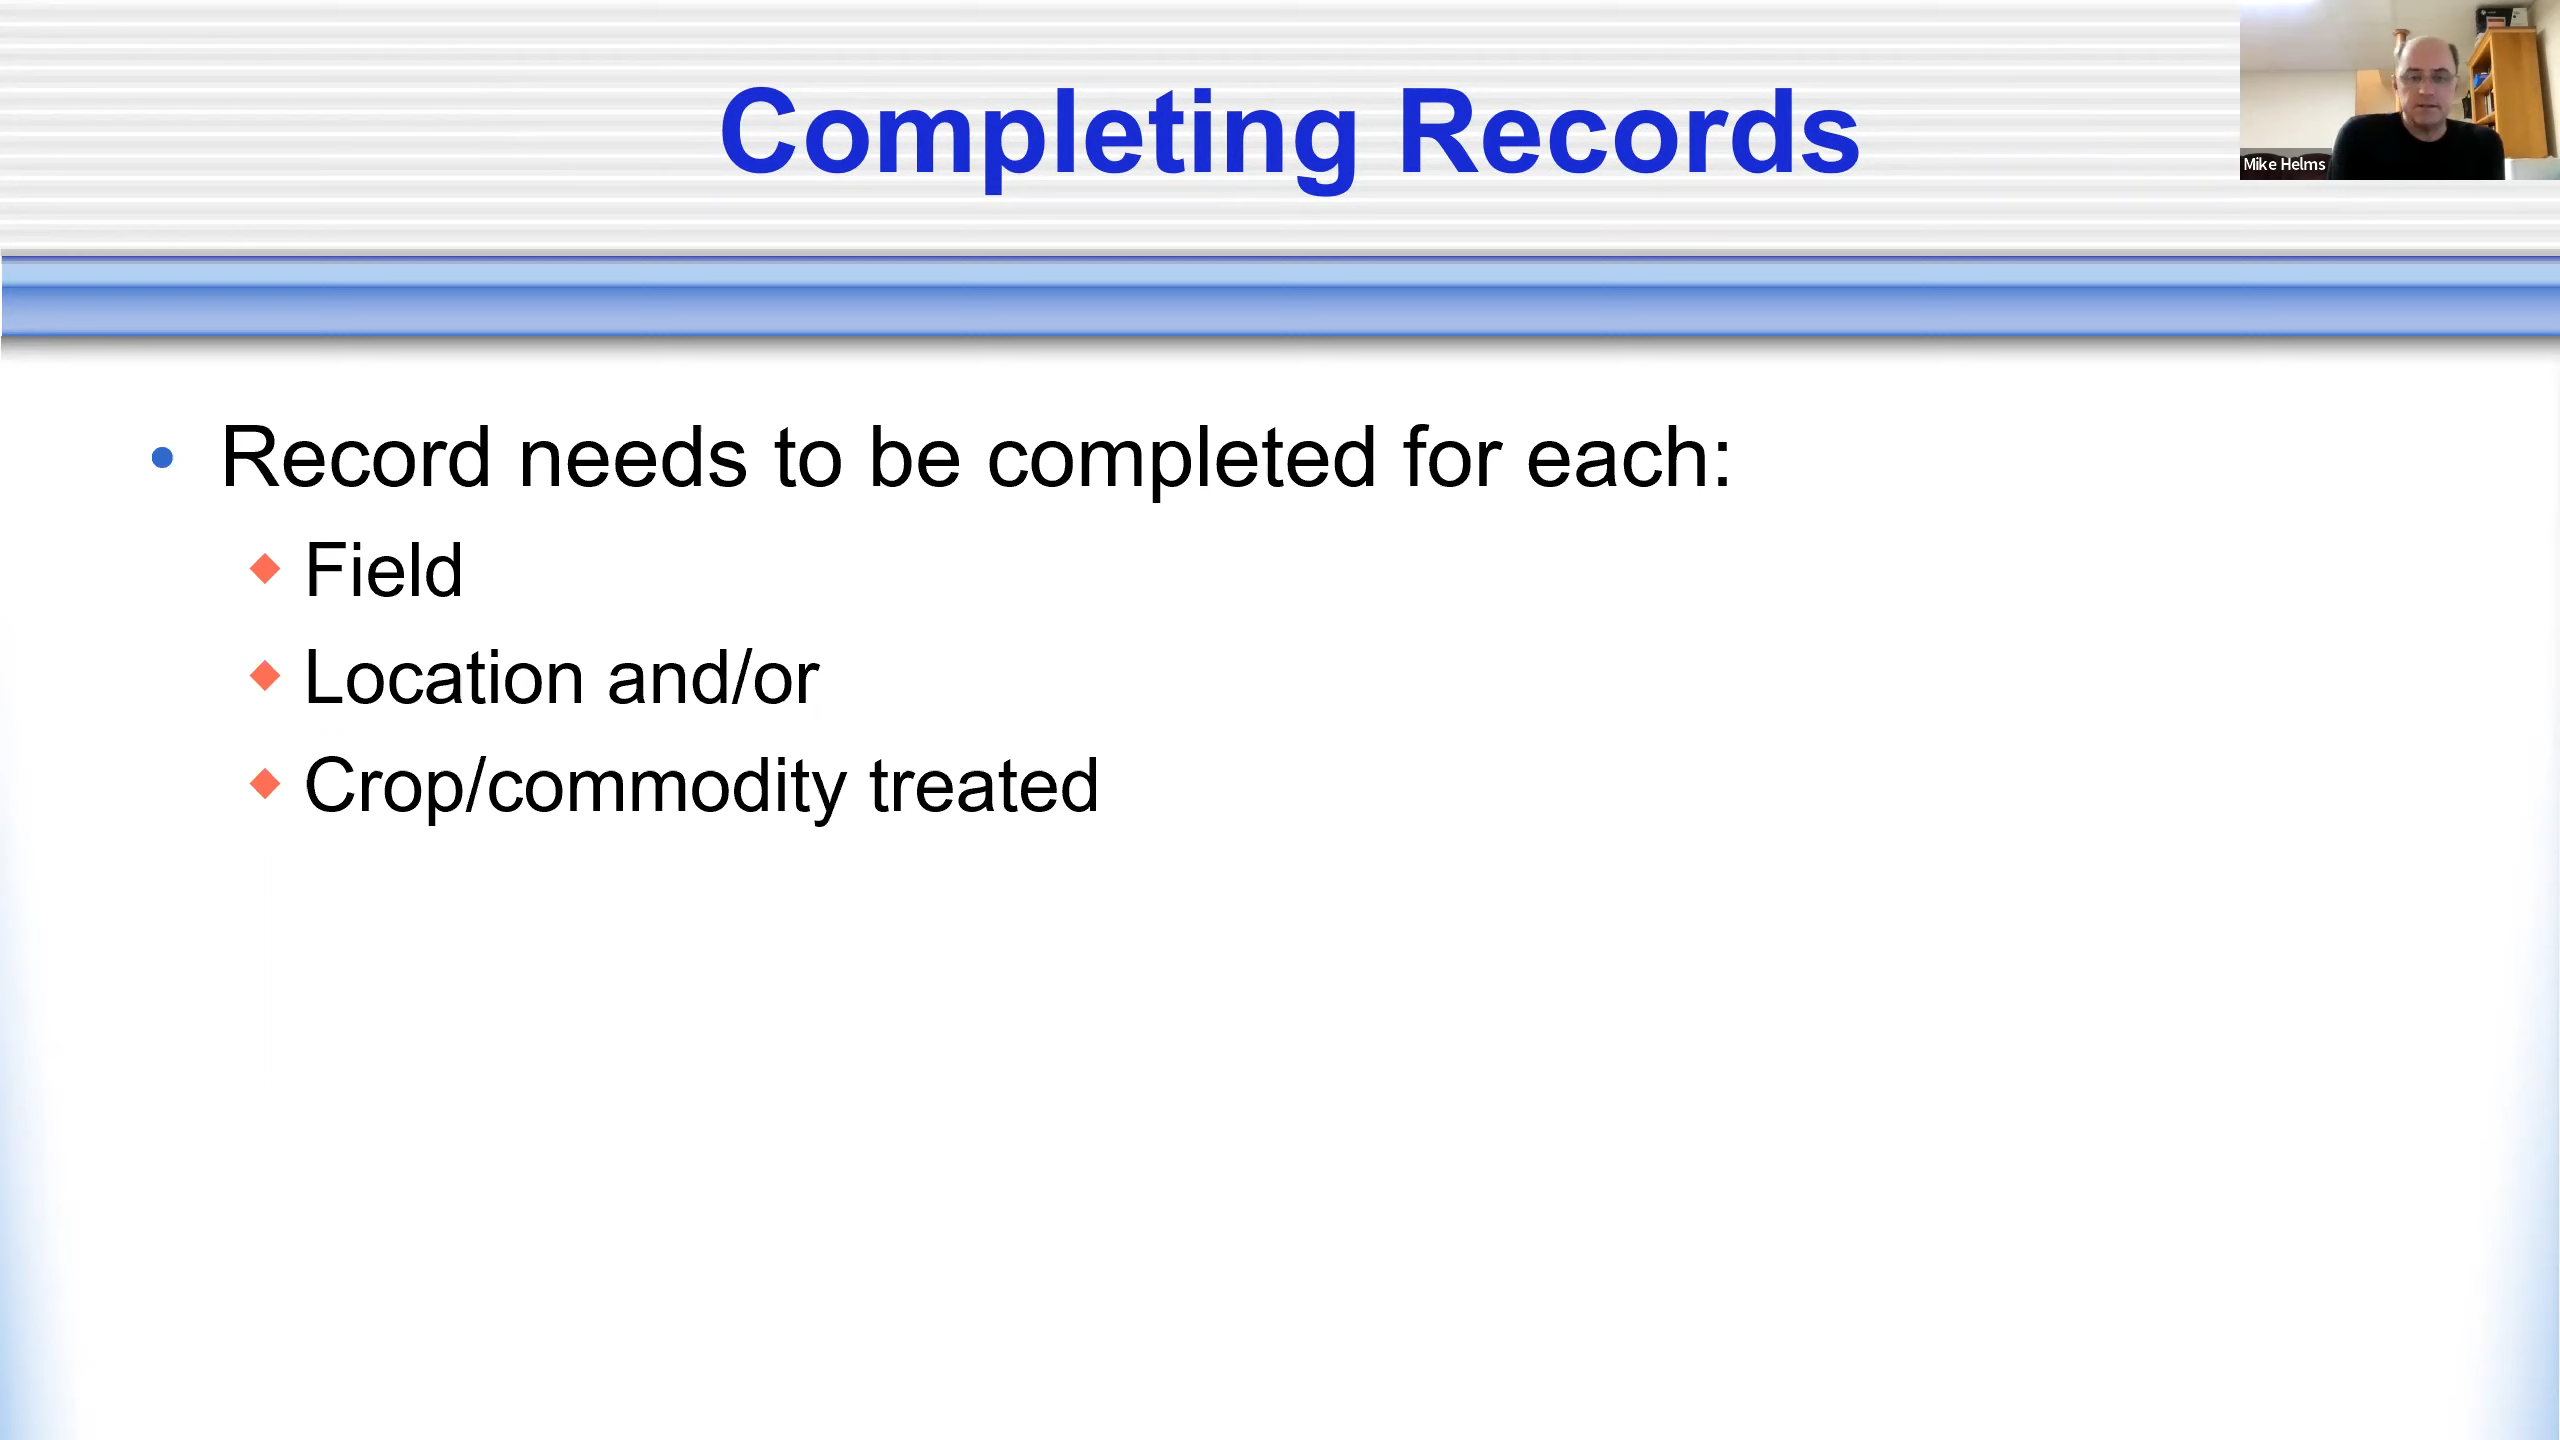 Completing Records
Mike Helms
• Record needs to be completed for each:
◆ Field
◆ Location and/or
◆ Crop/commodity treated